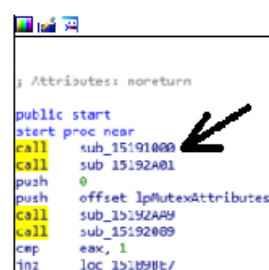 ; Attributes: noreturn
public start
start proc near
call sub_15191000
call sub_15192A01
push 0
push offset lpMutexAttributes
call sub_15192AA9
call sub_15192089
cmp eax, 1
jnz